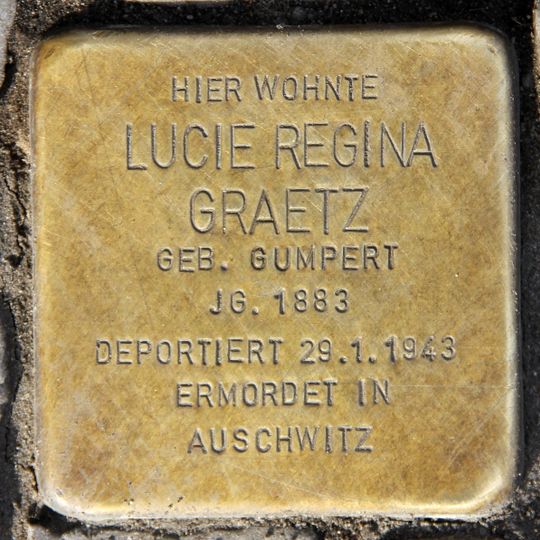 HIER WOHNTE
LUCIE REGINA
GRAETZ
GEB. GUMPERT
JG. 1883
DEPORTIERT 29.1.1943
ERMORDET IN
AUSCHWITZ